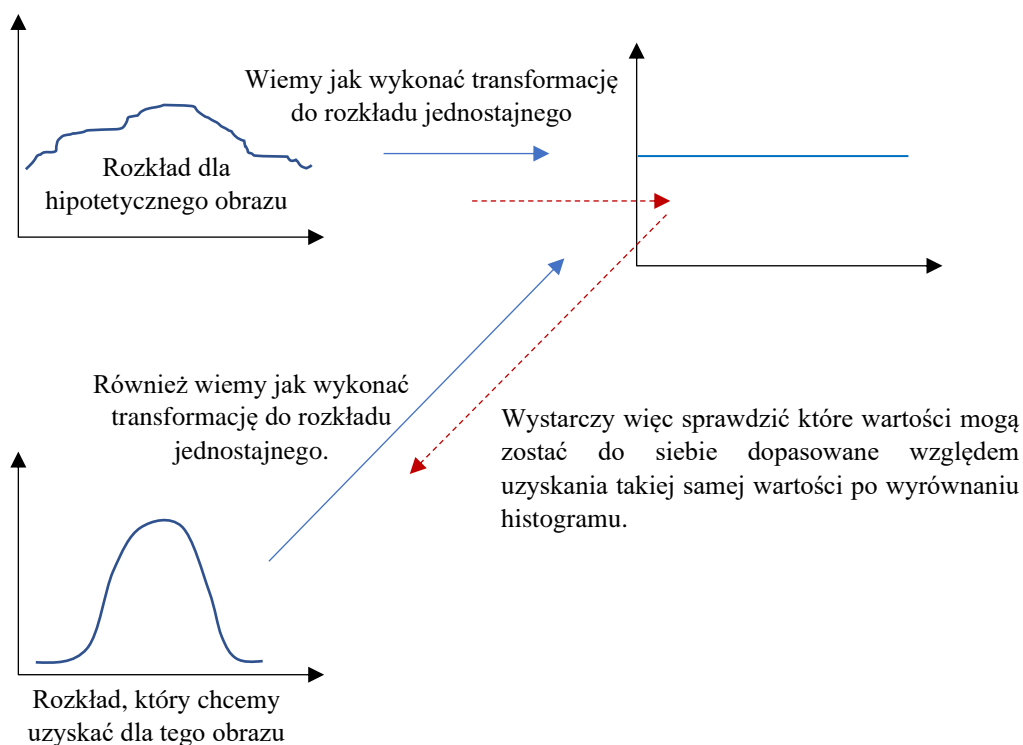 Wiemy jak wykonać transformację
do rozkładu jednostajnego
Rozkład dla
hipotetycznego obrazu
Również wiemy jak wykonać
transformację do rozkładu
jednostajnego.
Wystarczy więc sprawdzić które wartości mogą
zostać do siebie dopasowane względem
uzyskania takiej samej wartości po wyrównaniu
histogramu.
Rozkład, który chcemy
uzyskać dla tego obrazu